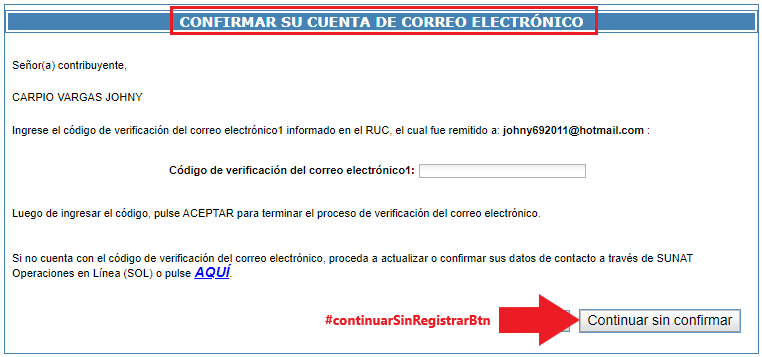 CONFIRMAR SU CUENTA DE CORREO ELECTRÓNICO
Señor(a) contribuyente,
CARPIO VARGAS JOHNY
Ingrese el código de verificación del correo electrónico1 informado en el RUC, el cual fue remitido a: johny692011@hotmail.com :
Código de verificación del correo electrónico1:
Luego de ingresar el código, pulse ACEPTAR para terminar el proceso de verificación del correo electrónico.
Si no cuenta con el código de verificación del correo electrónico, proceda a actualizar o confirmar sus datos de contacto a través de SUNAT
Operaciones en Línea (SOL) o pulse AQUÍ.
#continuarSinRegistrarBtn Continuar sin confirmar